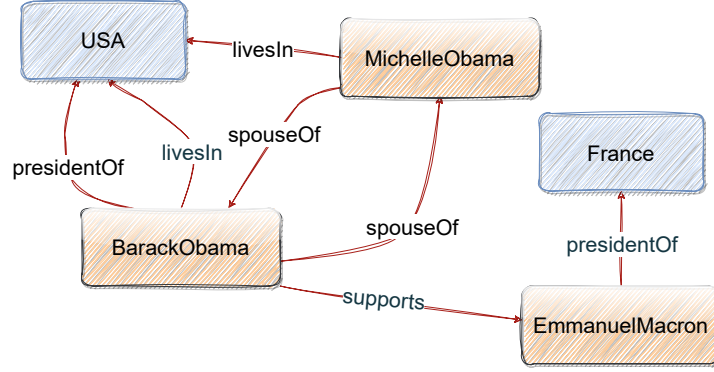 USA
livesIn
MichelleObama
spouseOf
livesIn
presidentOf
France
spouseOf
BarackObama
presidentOf
supports
EmmanuelMacron